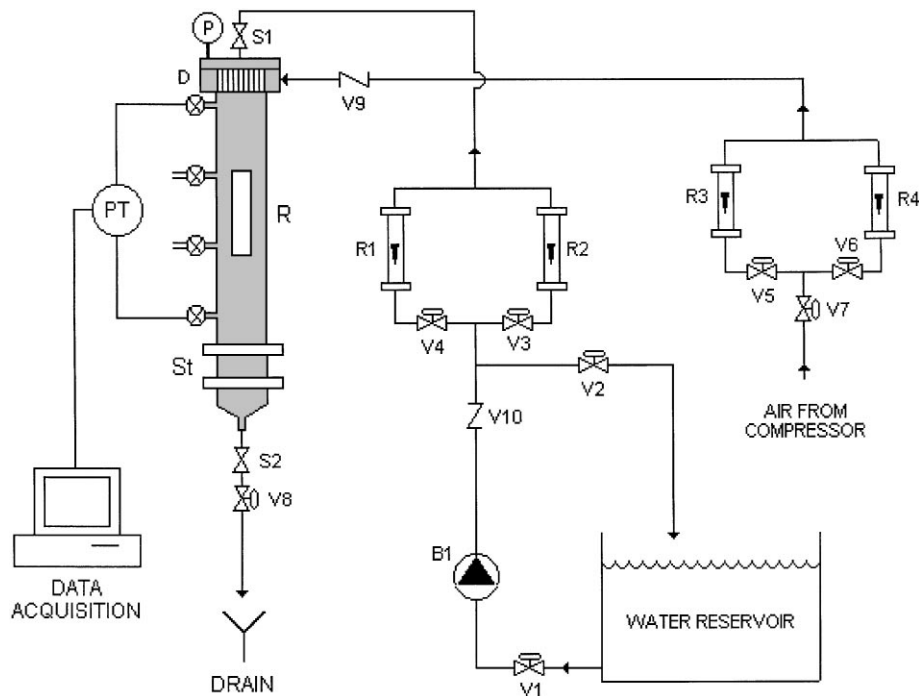 P
S1
D
V9
PT
R
R1
R2
R3
R4
V6
V5
V7
V4
V3
St
V2
AIR FROM
COMPRESSOR
V10
S2
V8
B1
DATA
ACQUISITION
WATER RESERVOIR
DRAIN
V1